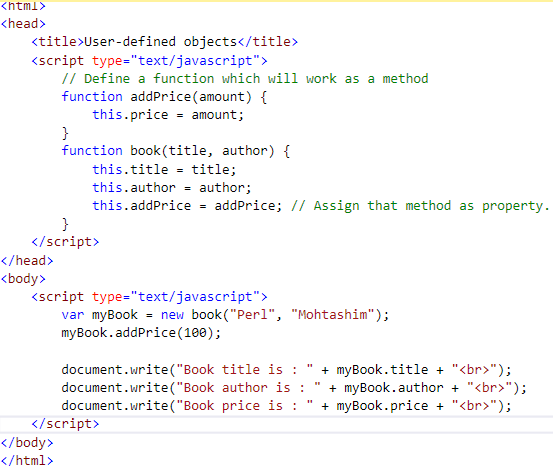 <html>
<head>
    <title>User-defined objects</title>
    <script type="text/javascript">
        // Define a function which will work as a method
        function addPrice(amount) {
            this.price = amount;
        }
        function book(title, author) {
            this.title = title;
            this.author = author;
            this.addPrice = addPrice; // Assign that method as property.
        }
    </script>
</head>
<body>
    <script type="text/javascript">
        var myBook = new book("Perl", "Mohtashim");
        myBook.addPrice(100);

        document.write("Book title is : " + myBook.title + "<br>");
        document.write("Book author is : " + myBook.author + "<br>");
        document.write("Book price is : " + myBook.price + "<br>");
    </script>
</body>
</html>